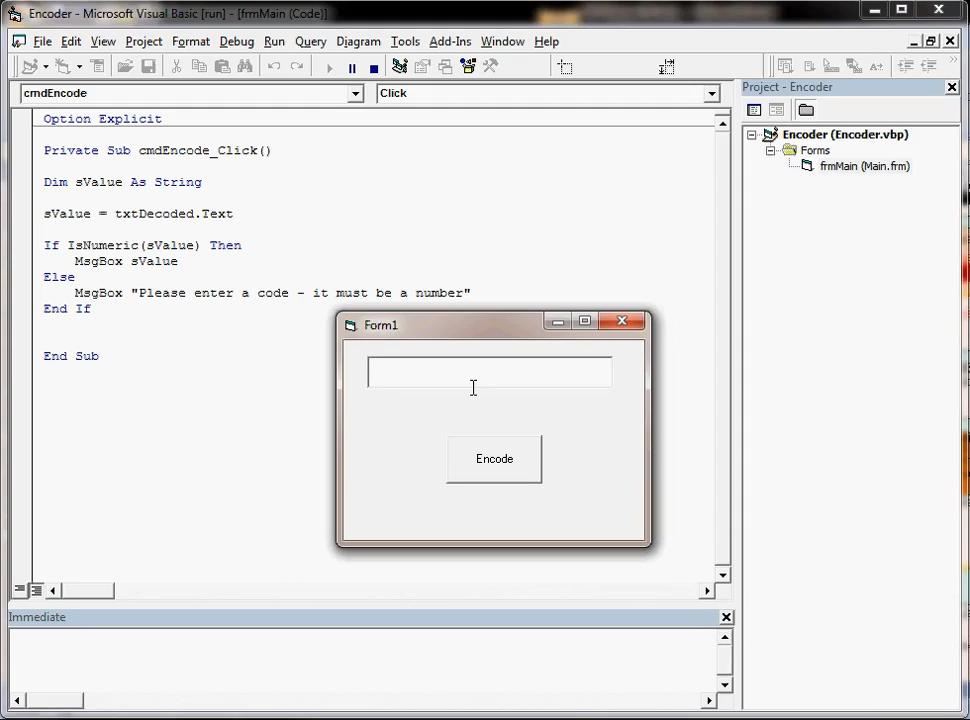 Encoder - Microsoft Visual Basic [run] - [frmMain (Code)]
File Edit View Project Format Debug Run Query Diagram Tools Add-Ins Window Help
cmdEncode
Click
Project - Encoder
Option Explicit
Private Sub cmdEncode_Click()
Dim sValue As String
sValue = txtDecoded.Text
If IsNumeric(sValue) Then
MsgBox sValue
Else
MsgBox "Please enter a code - it must be a number"
End If
End Sub
Encoder (Encoder.vbp)
Forms
frmMain (Main.frm)
Form1
Encode
Immediate